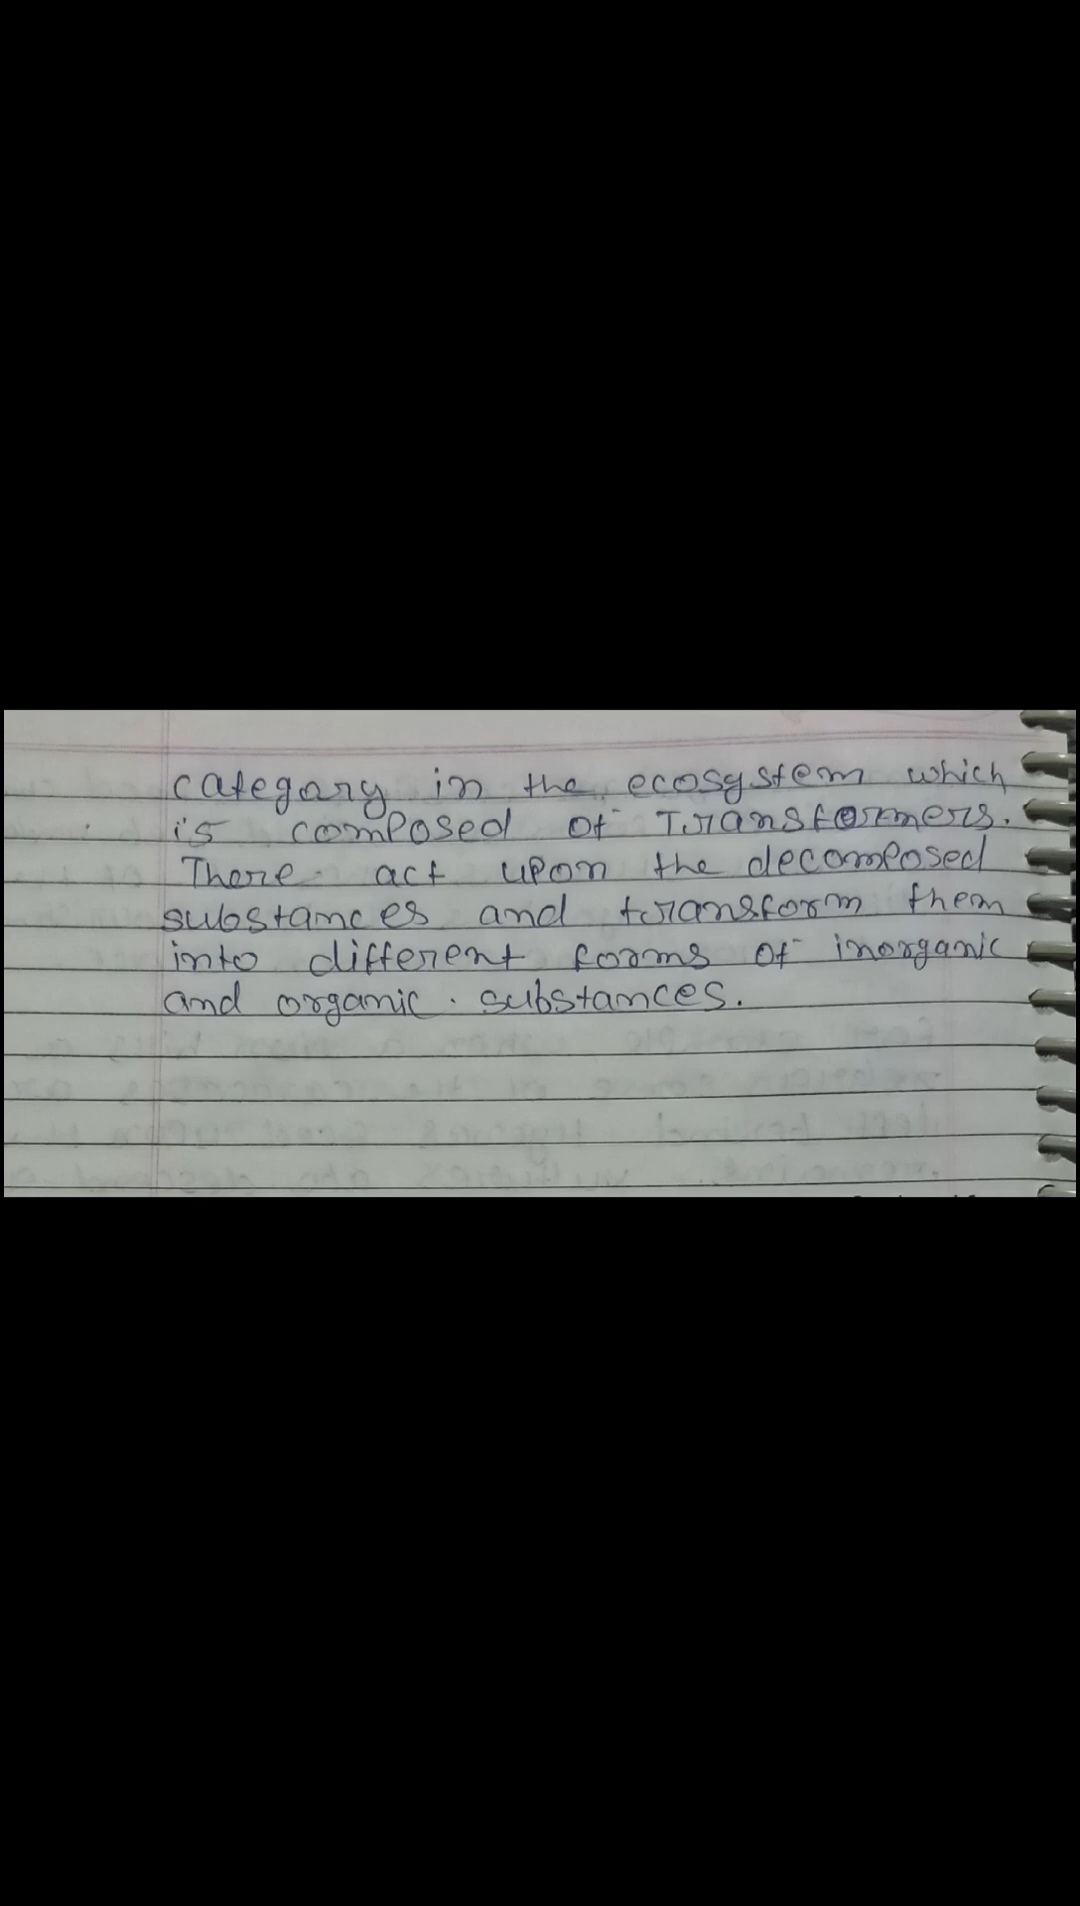 category in the ecosystem which
is composed of Transformers.
There act upon the decomposed
substances and transform them
into different forms of inorganic
and organic. substances.